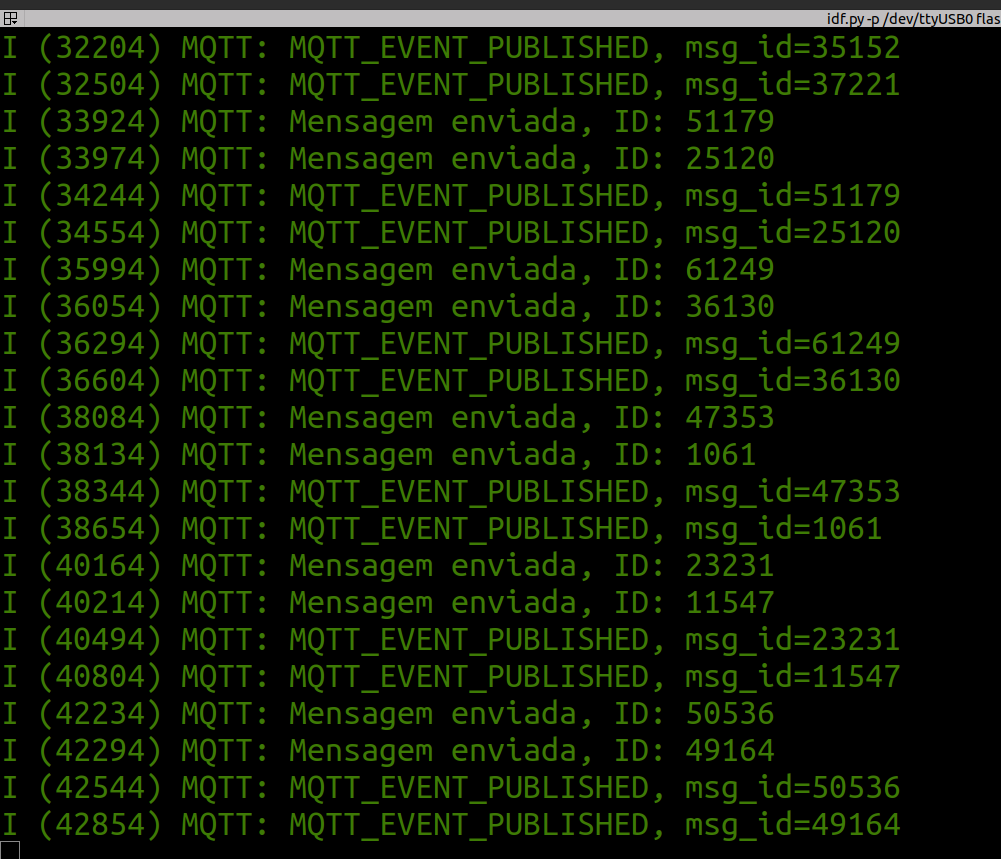 idf.py -p /dev/ttyUSB0 flas
I (32204) MQTT: MQTT_EVENT_PUBLISHED, msg_id=35152
I (32504) MQTT: MQTT_EVENT_PUBLISHED, msg_id=37221
I (33924) MQTT: Mensagem enviada, ID: 51179
I (33974) MQTT: Mensagem enviada, ID: 25120
I (34244) MQTT: MQTT_EVENT_PUBLISHED, msg_id=51179
I (34554) MQTT: MQTT_EVENT_PUBLISHED, msg_id=25120
I (35994) MQTT: Mensagem enviada, ID: 61249
I (36054) MQTT: Mensagem enviada, ID: 36130
I (36294) MQTT: MQTT_EVENT_PUBLISHED, msg_id=61249
I (36604) MQTT: MQTT_EVENT_PUBLISHED, msg_id=36130
I (38084) MQTT: Mensagem enviada, ID: 47353
I (38134) MQTT: Mensagem enviada, ID: 1061
I (38344) MQTT: MQTT_EVENT_PUBLISHED, msg_id=47353
I (38654) MQTT: MQTT_EVENT_PUBLISHED, msg_id=1061
I (40164) MQTT: Mensagem enviada, ID: 23231
I (40214) MQTT: Mensagem enviada, ID: 11547
I (40494) MQTT: MQTT_EVENT_PUBLISHED, msg_id=23231
I (40804) MQTT: MQTT_EVENT_PUBLISHED, msg_id=11547
I (42234) MQTT: Mensagem enviada, ID: 50536
I (42294) MQTT: Mensagem enviada, ID: 49164
I (42544) MQTT: MQTT_EVENT_PUBLISHED, msg_id=50536
I (42854) MQTT: MQTT_EVENT_PUBLISHED, msg_id=49164